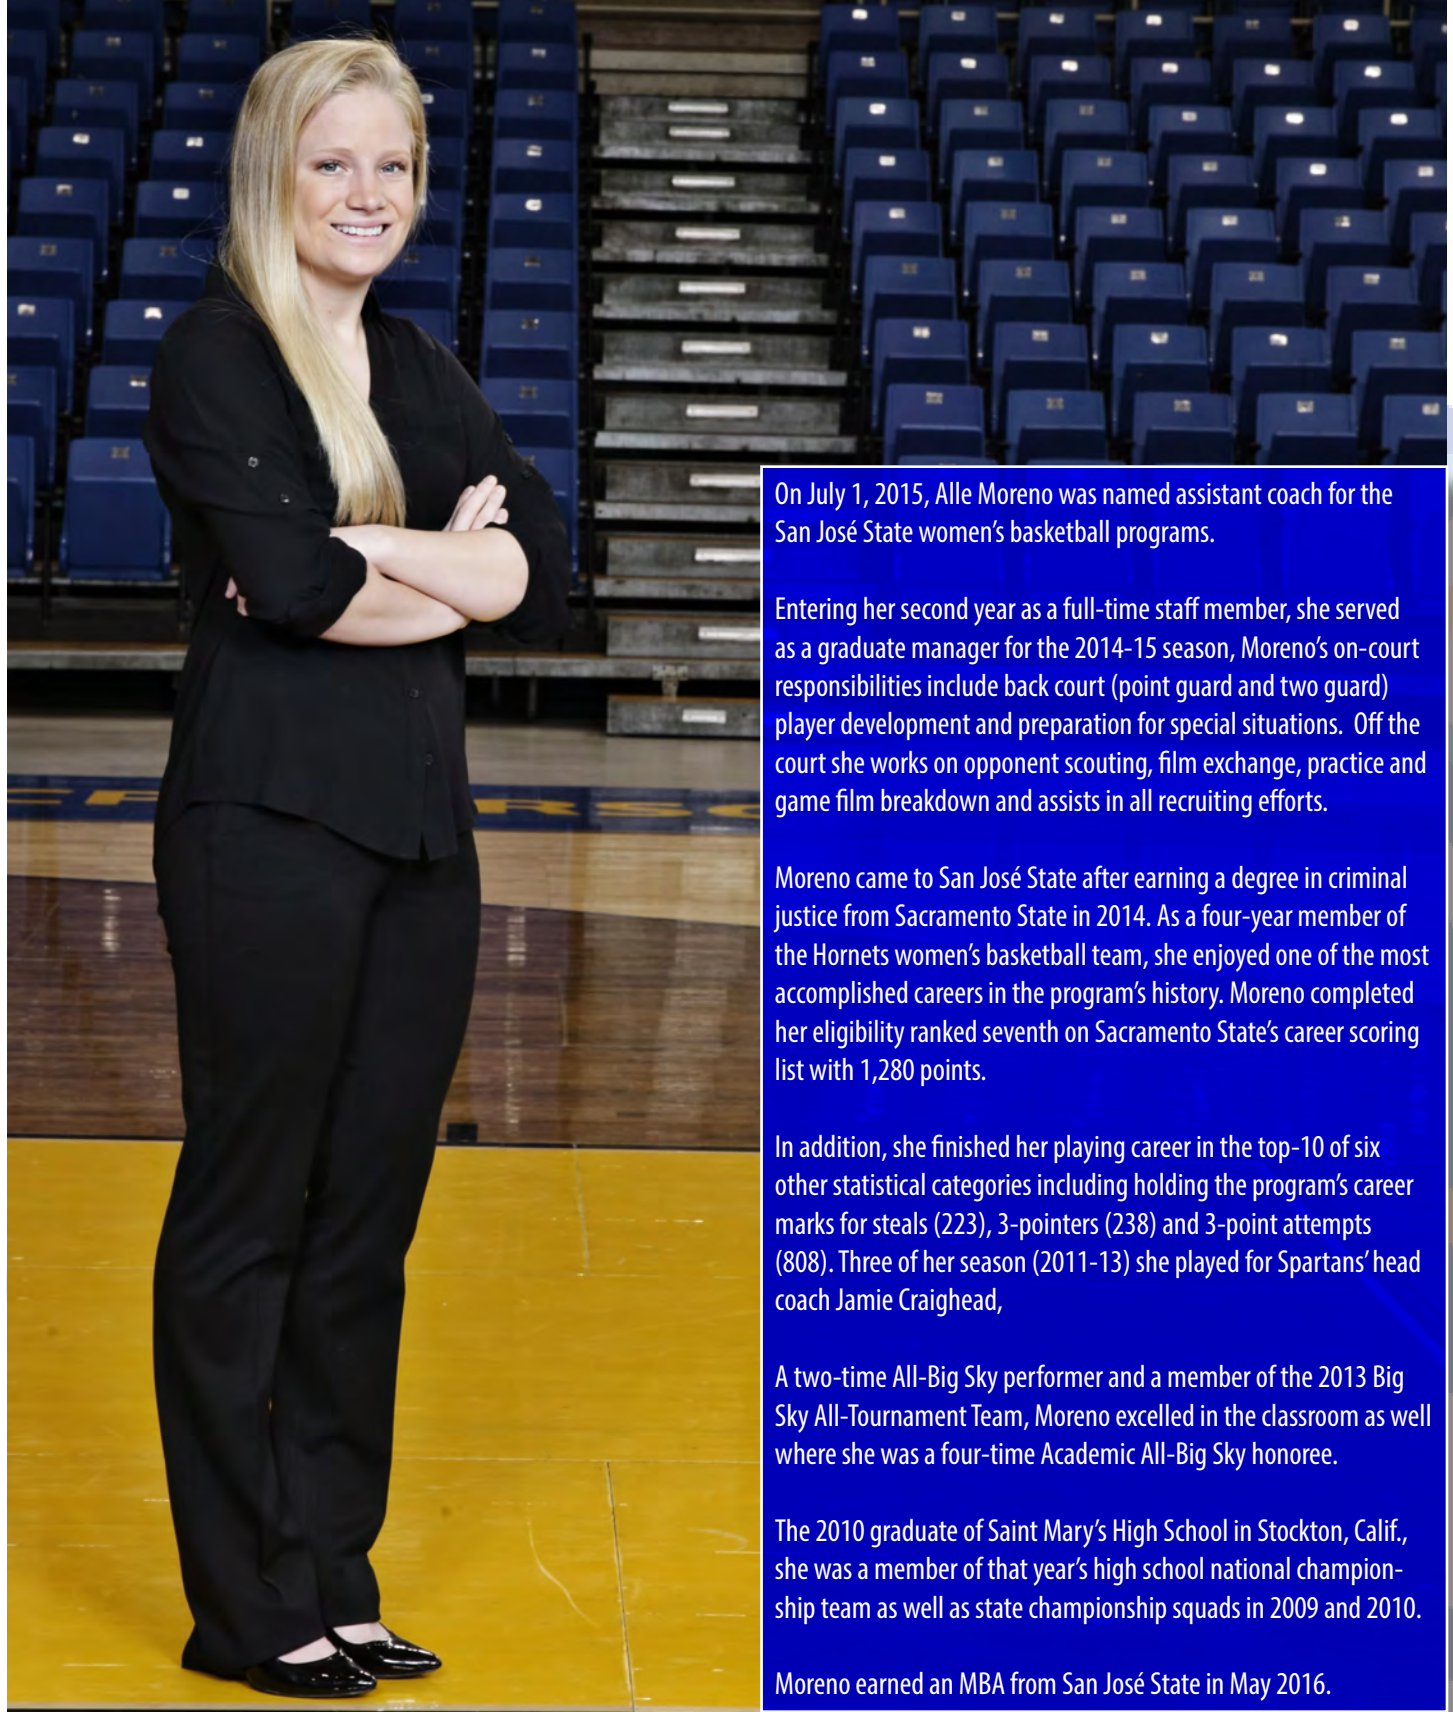 On July 1, 2015, Alle Moreno was named assistant coach for the
San José State women’s basketball programs.
Entering her second year as a full-time staff member, she served
as a graduate manager for the 2014-15 season, Moreno’s on-court
responsibilities include back court (point guard and two guard)
player development and preparation for special situations.  Off the
court she works on opponent scouting, film exchange, practice and
game film breakdown and assists in all recruiting efforts.
Moreno came to San José State after earning a degree in criminal
justice from Sacramento State in 2014. As a four-year member of
the Hornets women’s basketball team, she enjoyed one of the most
accomplished careers in the program’s history. Moreno completed
her eligibility ranked seventh on Sacramento State’s career scoring
list with 1,280 points.
In addition, she finished her playing career in the top-10 of six
other statistical categories including holding the program’s career
marks for steals (223), 3-pointers (238) and 3-point attempts
(808). Three of her season (2011-13) she played for Spartans’ head
coach Jamie Craighead,
A two-time All-Big Sky performer and a member of the 2013 Big
Sky All-Tournament Team, Moreno excelled in the classroom as well
where she was a four-time Academic All-Big Sky honoree.
The 2010 graduate of Saint Mary’s High School in Stockton, Calif.,
she was a member of that year’s high school national champion-
ship team as well as state championship squads in 2009 and 2010.
Moreno earned an MBA from San José State in May 2016.